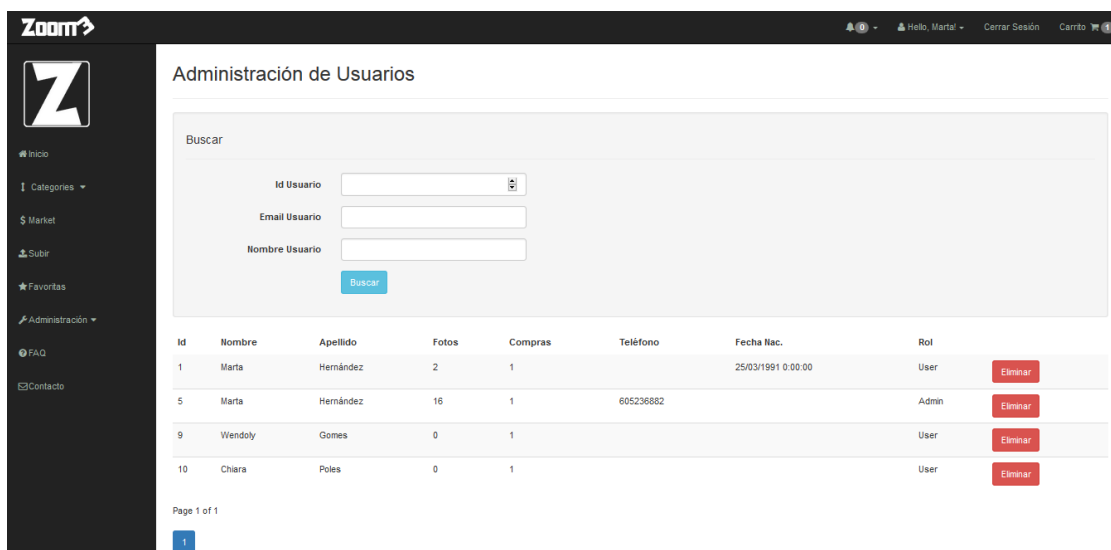 Zoom3
0
Hello, Marta!
Cerrar Sesión
Carrito 1
Z
Inicio
Categories
$ Market
Subir
Favoritas
Administración
FAQ
Contacto
Administración de Usuarios
Buscar
Id Usuario
Email Usuario
Nombre Usuario
Buscar
Id Nombre Apellido Fotos Compras Teléfono Fecha Nac. Rol
1 Marta Hernández 2 1 25/03/1991 0:00:00 User Eliminar
5 Marta Hernández 16 1 605236882 Admin Eliminar
9 Wendoly Gomes 0 1 User Eliminar
10 Chiara Poles 0 1 User Eliminar
Page 1 of 1
1